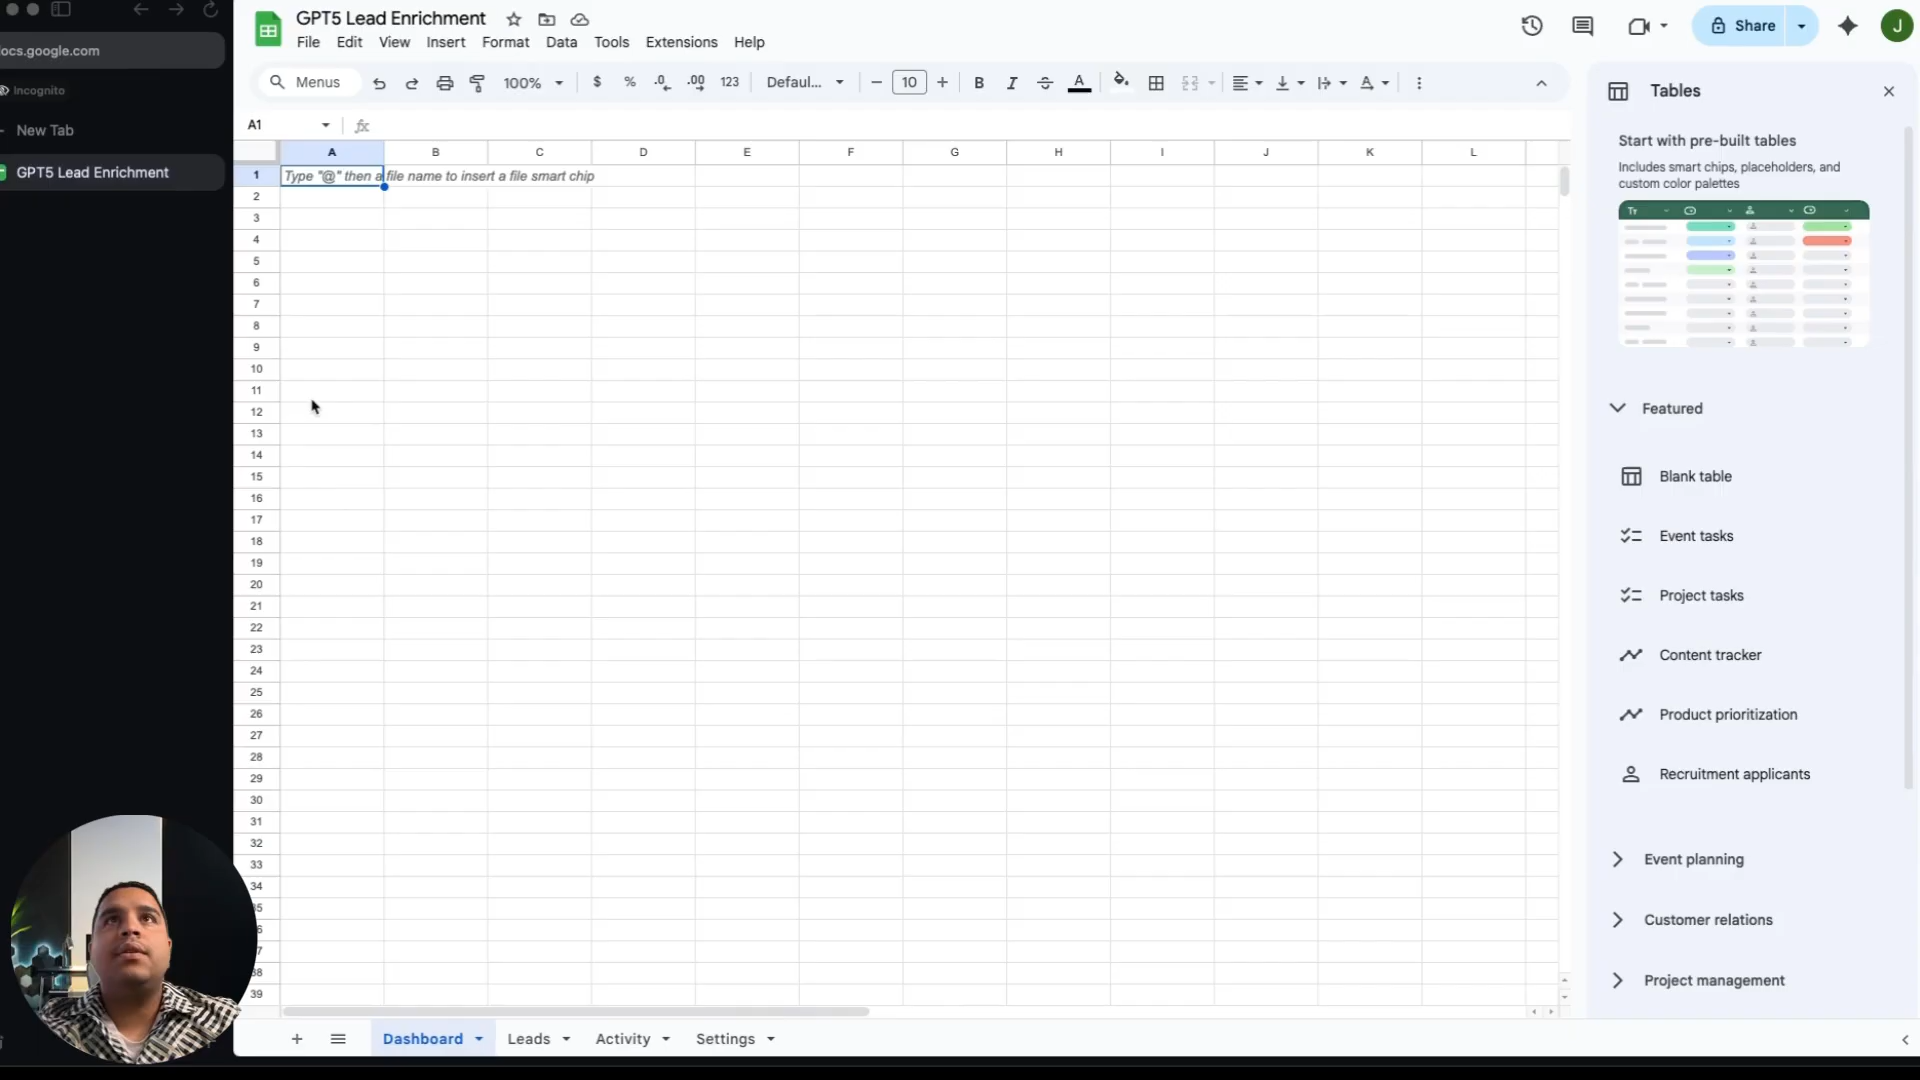 GPT5 Lead Enrichment
File Edit View Insert Format Data Tools Extensions Help
Share
J
ocs.google.com
Incognito
New Tab
GPT5 Lead Enrichment
Menus
100%
$ % .0 .00 123
Defaul...
10
B I S A
A1
fx
A B C D E F G H I J K L
1 Type "@" then a file name to insert a file smart chip
2
3
4
5
6
7
8
9
10
11
12
13
14
15
16
17
18
19
20
21
22
23
24
25
26
27
28
29
30
31
32
33
34
35
6
7
38
39
Dashboard Leads Activity Settings
Tables
Start with pre-built tables
Includes smart chips, placeholders, and
custom color palettes
Featured
Blank table
Event tasks
Project tasks
Content tracker
Product prioritization
Recruitment applicants
Event planning
Customer relations
Project management